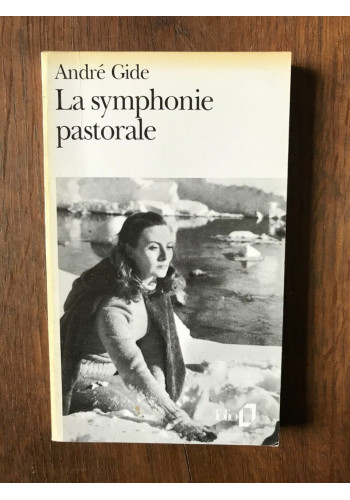 André Gide
La symphonie
pastorale
folio